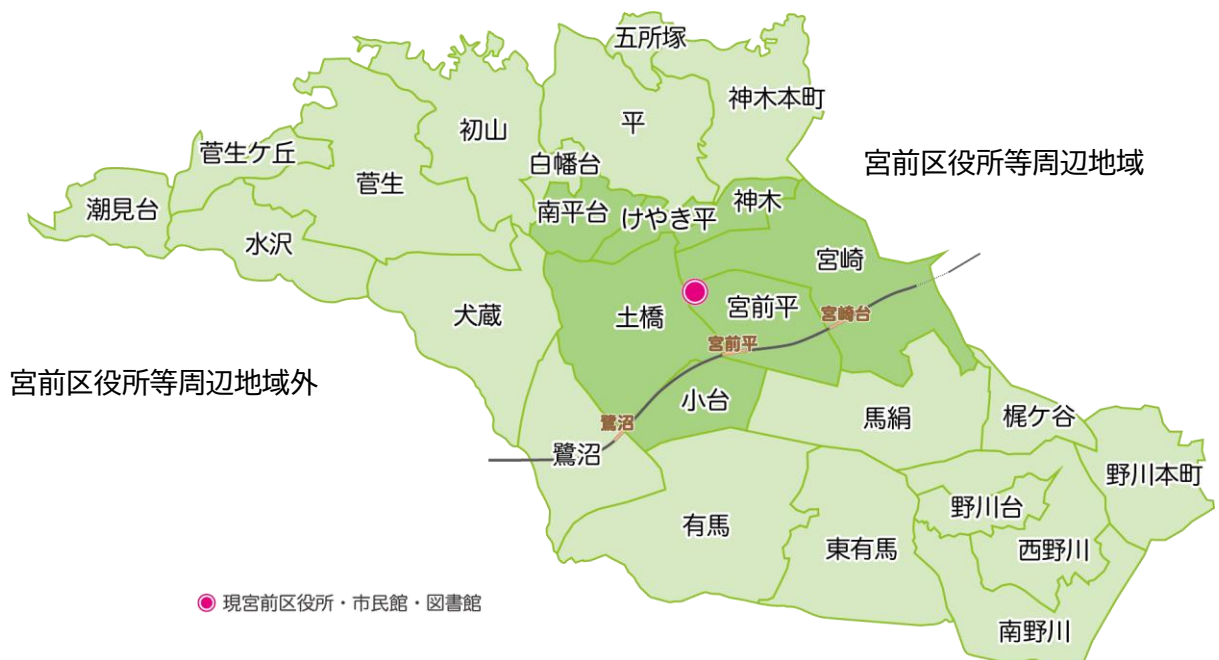 五所塚
神木本町
初山
平
宮前区役所等周辺地域
菅生ケ丘
白幡台
菅生
潮見台
南平台
けやき平
神木
水沢
宮崎
犬蔵
土橋
宮前平
宮崎台
宮前平
宮前区役所等周辺地域外
小台
馬絹
梶ケ谷
鷺沼
鷺沼
野川本町
野川台
有馬
東有馬
西野川
現宮前区役所・市民館・図書館
南野川